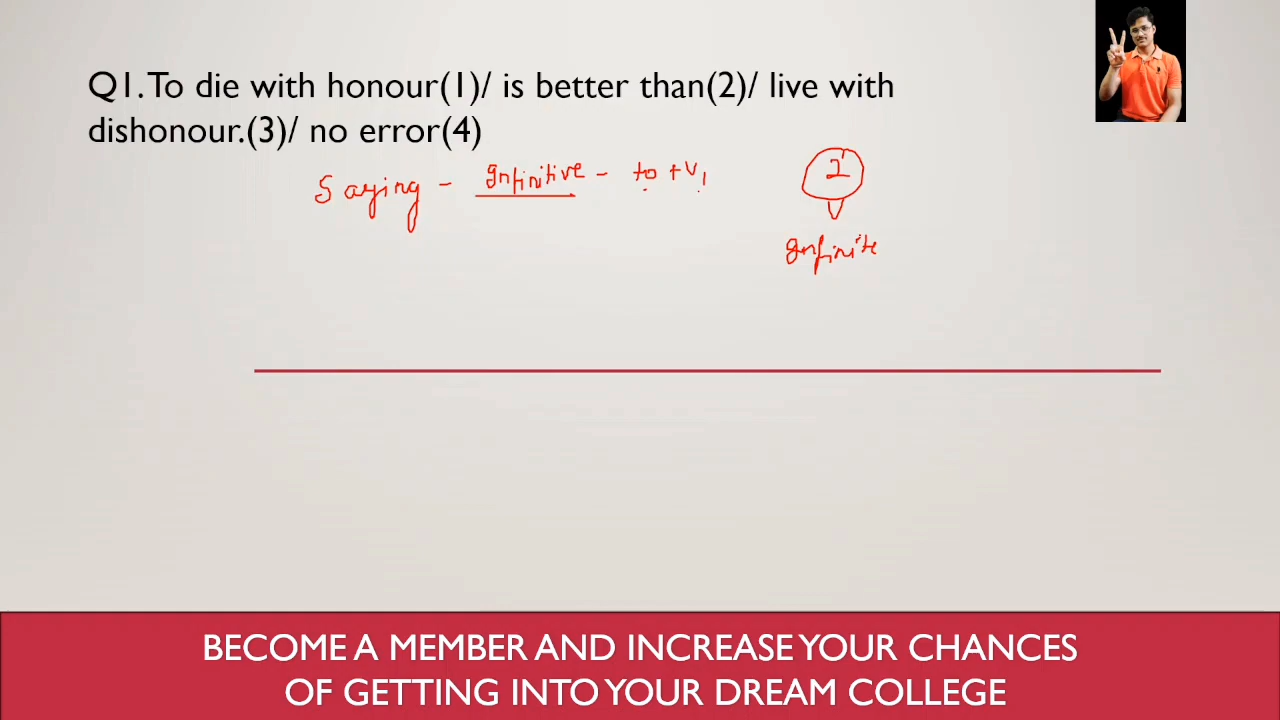 Q1. To die with honour(1)/ is better than(2)/ live with
dishonour.(3)/ no error(4)
Saying - Infinitive - to + V1
2
Infinite
BECOME A MEMBER AND INCREASE YOUR CHANCES
OF GETTING INTO YOUR DREAM COLLEGE